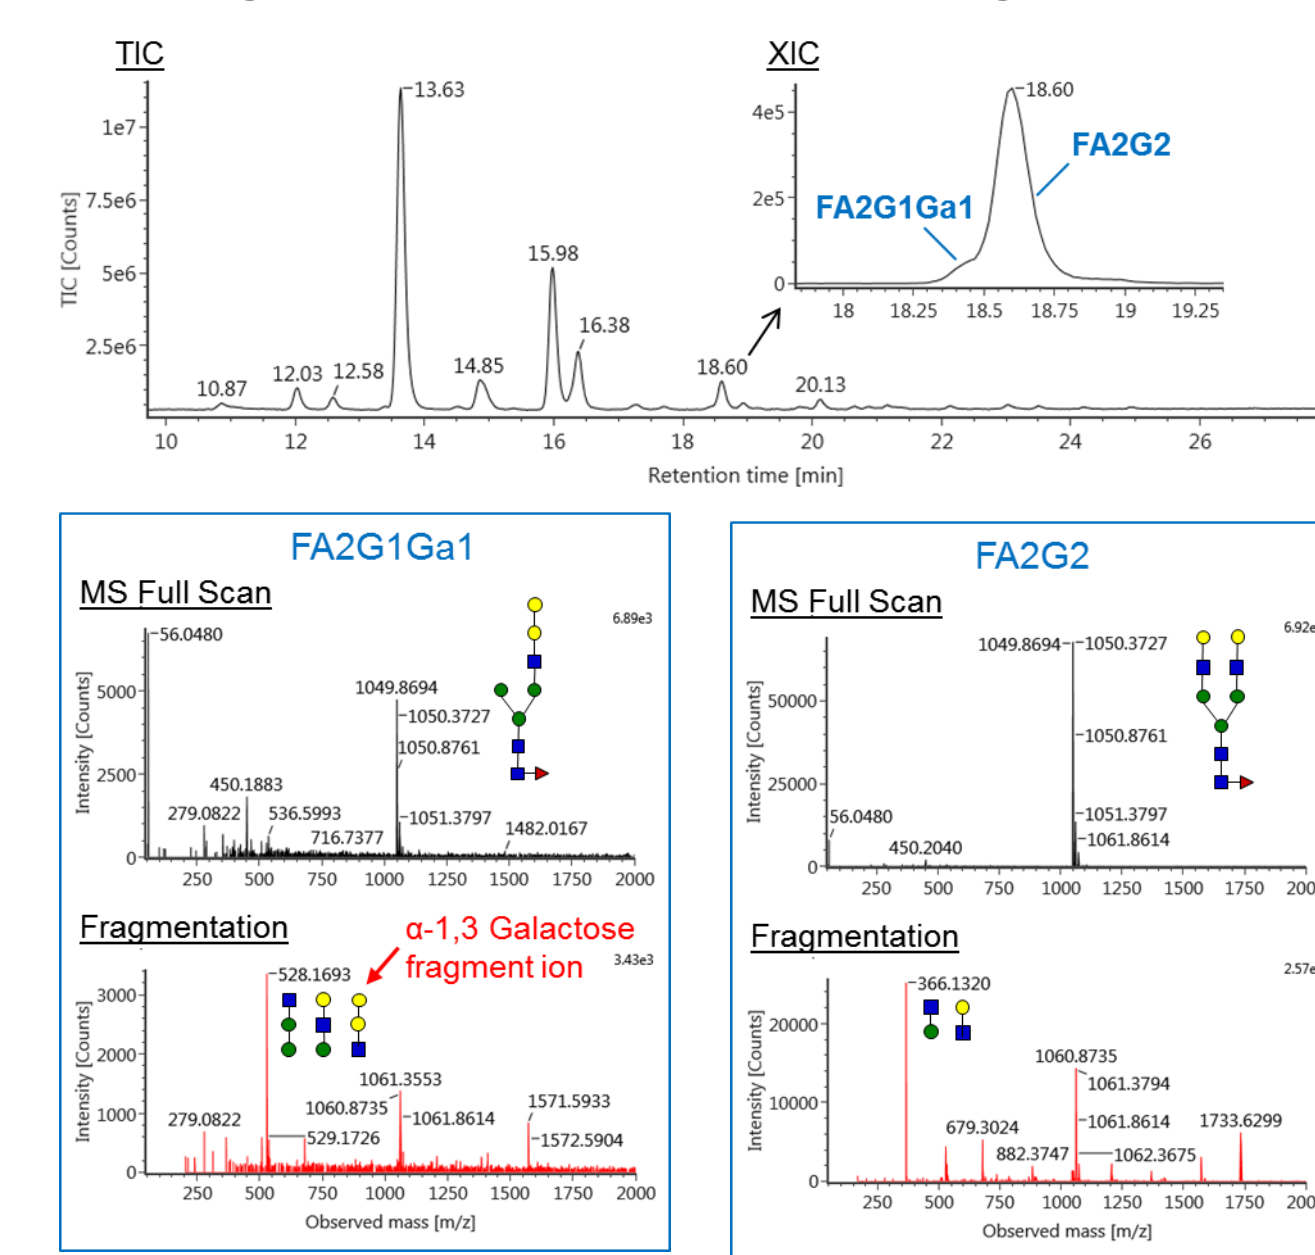 TIC
XIC
1e7
7.5e6
5e6
2.5e6
TIC [Counts]
10.87
12.03
12.58
13.63
14.85
15.98
16.38
18.60
20.13
10 12 14 16 18 20 22 24 26
Retention time [min]
4e5
2e5
0
18.60
FA2G2
FA2G1Ga1
18 18.25 18.5 18.75 19 19.25
FA2G1Ga1
MS Full Scan
6.89e3
56.0480
1049.8694
1050.3727
1050.8761
450.1883
279.0822
536.5993
716.7377
1051.3797
1482.0167
5000
2500
0
Intensity [Counts]
250 500 750 1000 1250 1500 1750 2000
Fragmentation
α-1,3 Galactose
fragment ion
3.43e3
528.1693
3000
2000
1000
0
Intensity [Counts]
1061.3553
1060.8735
1061.8614
279.0822
529.1726
1571.5933
1572.5904
250 500 750 1000 1250 1500 1750 2000
Observed mass [m/z]
FA2G2
MS Full Scan
6.92e
1049.8694
1050.3727
1050.8761
1051.3797
1061.8614
56.0480
450.2040
50000
25000
0
Intensity [Counts]
250 500 750 1000 1250 1500 1750 200
Fragmentation
2.57e
366.1320
20000
10000
0
Intensity [Counts]
1060.8735
1061.3794
1061.8614
679.3024
882.3747
1062.3675
1733.6299
250 500 750 1000 1250 1500 1750 200
Observed mass [m/z]